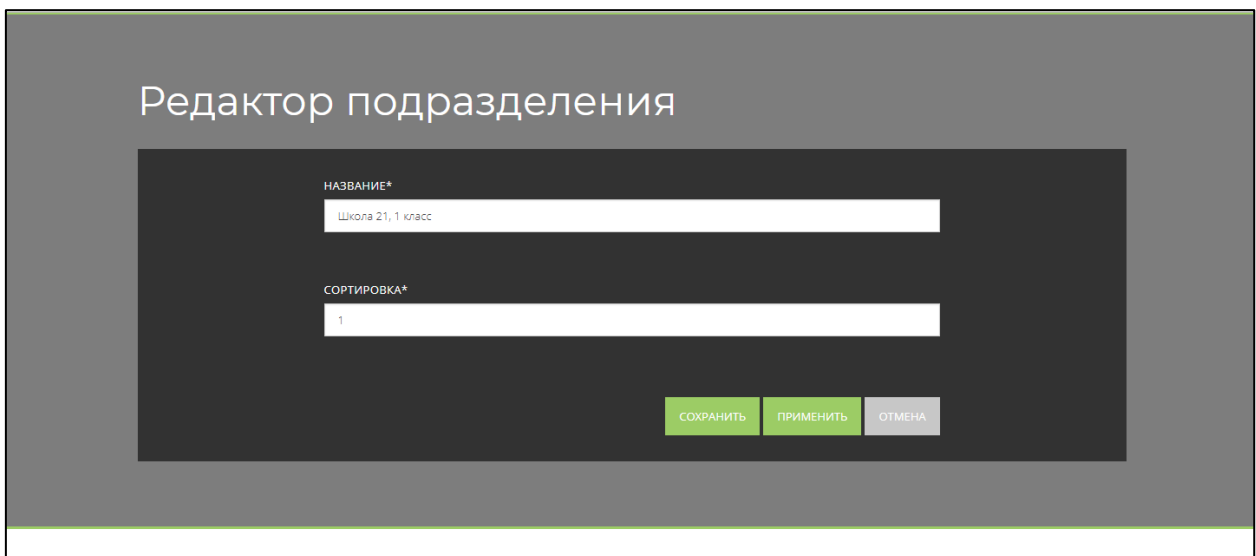 Редактор подразделения
НАЗВАНИЕ*
Школа 21, 1 класс
СОРТИРОВКА*
1
СОХРАНИТЬ ПРИМЕНИТЬ ОТМЕНА